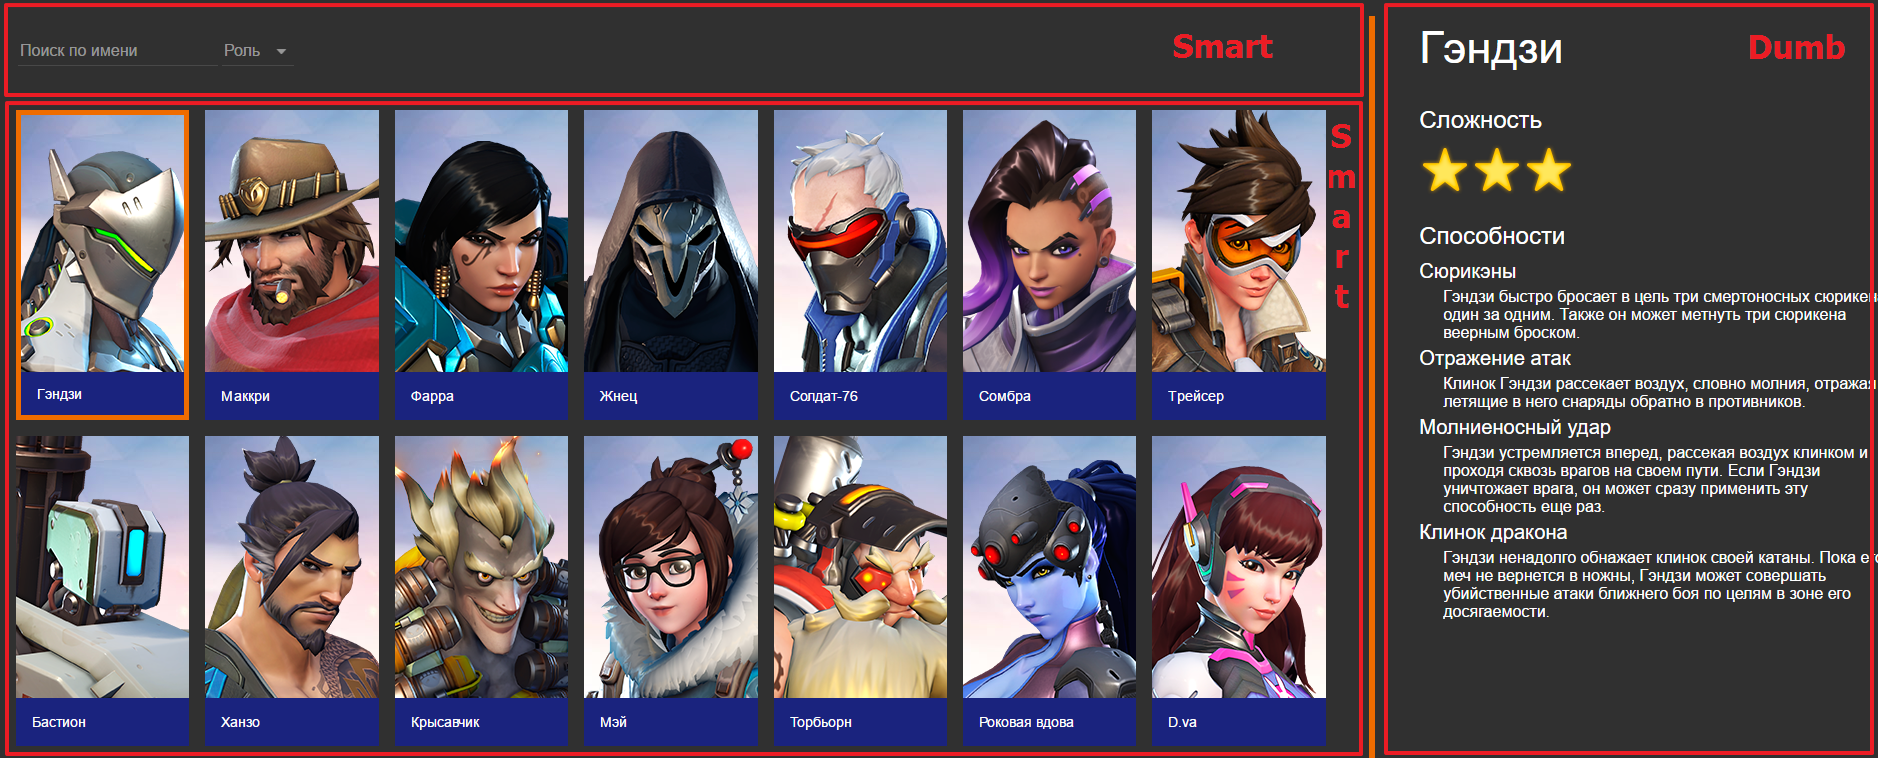 Поиск по имени
Роль
Smart
Smart
Гэндзи
Маккри
Фарра
Жнец
Солдат-76
Сомбра
Трейсер
Бастион
Ханзо
Крысавчик
Мэй
Торбьорн
Роковая вдова
D.va
Гэндзи
Dumb
Сложность
Способности
Сюрикэны
Гэндзи быстро бросает в цель три смертоносных сюрикена
один за одним. Также он может метнуть три сюрикена
веерным броском.
Отражение атак
Клинок Гэндзи рассекает воздух, словно молния, отражая
летящие в него снаряды обратно в противников.
Молниеносный удар
Гэндзи устремляется вперед, рассекая воздух клинком и
проходя сквозь врагов на своем пути. Если Гэндзи
уничтожает врага, он может сразу применить эту
способность еще раз.
Клинок дракона
Гэндзи ненадолго обнажает клинок своей катаны. Пока его
меч не вернется в ножны, Гэндзи может совершать
убийственные атаки ближнего боя по целям в зоне его
досягаемости.